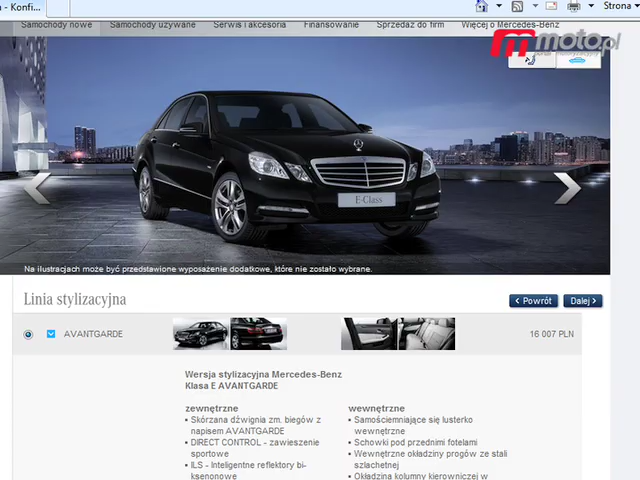 - Konfi...
Strona
Samochody nowe Samochody używane Serwis i akcesoria Finansowanie Sprzedaż do firm Więcej o Mercedes-Benz
moto.pl
E-Class
Na ilustracjach może być przedstawione wyposażenie dodatkowe, które nie zostało wybrane.
Linia stylizacyjna
Powrót Dalej
AVANTGARDE 16 007 PLN
Wersja stylizacyjna Mercedes-Benz
Klasa E AVANTGARDE
zewnętrzne
Skórzana dźwignia zm. biegów z
napisem AVANTGARDE
DIRECT CONTROL - zawieszenie
sportowe
ILS - Inteligentne reflektory bi-
ksenonowe
wewnętrzne
Samościemniające się lusterko
wewnętrzne
Schowki pod przednimi fotelami
Wewnętrzne okładziny progów ze stali
szlachetnej
Okładzina kolumny kierowniczej w